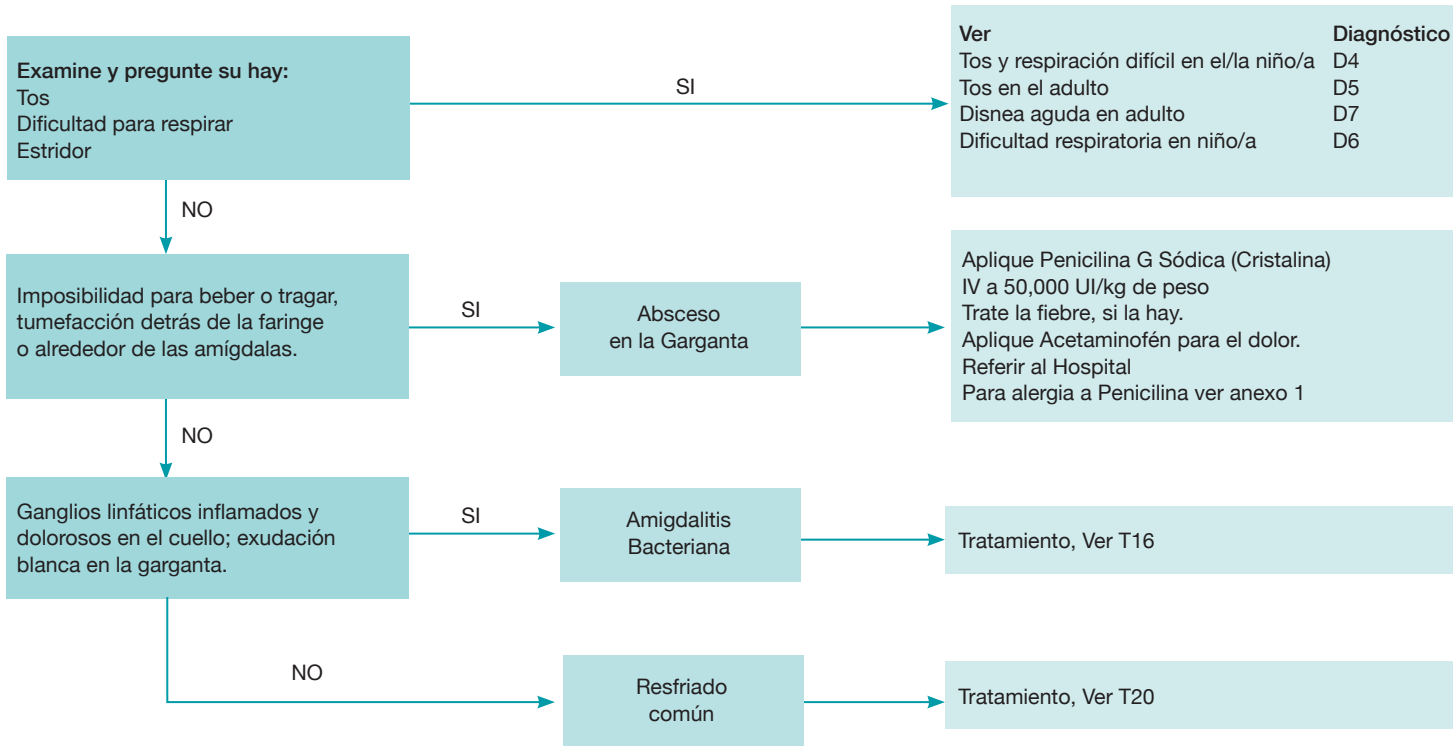 Examine y pregunte su hay:
Tos
Dificultad para respirar
Estridor
SI
Ver Diagnóstico
Tos y respiración difícil en el/la niño/a D4
Tos en el adulto D5
Disnea aguda en adulto D7
Dificultad respiratoria en niño/a D6
NO
Imposibilidad para beber o tragar,
tumefacción detrás de la faringe
o alrededor de las amígdalas.
SI
Absceso
en la Garganta
Aplique Penicilina G Sódica (Cristalina)
IV a 50,000 UI/kg de peso
Trate la fiebre, si la hay.
Aplique Acetaminofén para el dolor.
Referir al Hospital
Para alergia a Penicilina ver anexo 1
NO
Ganglios linfáticos inflamados y
dolorosos en el cuello; exudación
blanca en la garganta.
SI
Amigdalitis
Bacteriana
Tratamiento, Ver T16
NO
Resfriado
común
Tratamiento, Ver T20